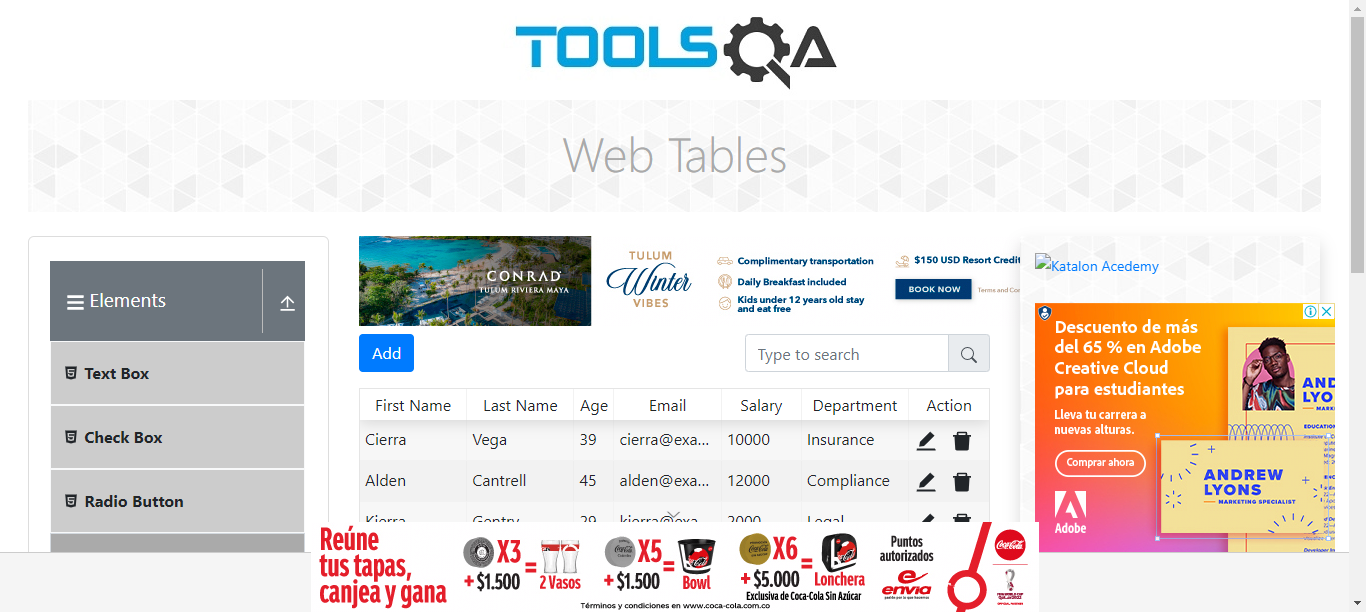 TOOLSQA
Web Tables
Elements
Text Box
Check Box
Radio Button
CONRAD
TULUM RIVIERA MAYA
TULUM
Winter
VIBES
Complimentary transportation
Daily Breakfast included
Kids under 12 years old stay
and eat free
$150 USD Resort Credit
BOOK NOW
Terms and Con
Add
Type to search
First Name Last Name Age Email Salary Department Action
Cierra Vega 39 cierra@exa... 10000 Insurance
Alden Cantrell 45 alden@exa... 12000 Compliance
Kierra Gentry 29 kierra@exa... 2000 Legal
Katalon Acedemy
Descuento de más
del 65 % en Adobe
Creative Cloud
para estudiantes
Lleva tu carrera a
nuevas alturas.
Comprar ahora
Adobe
ANDREW
LYONS
MARKETING SPECIALIST
Reúne
tus tapas,
canjea y gana
X3
+ $1.500 = 2 Vasos
X5
+ $1.500 = Bowl
X6
+ $5.000 = Lonchera
Exclusiva de Coca-Cola Sin Azúcar
Términos y condiciones en www.coca-cola.com.co
Puntos
autorizados
envia
Coca-Cola